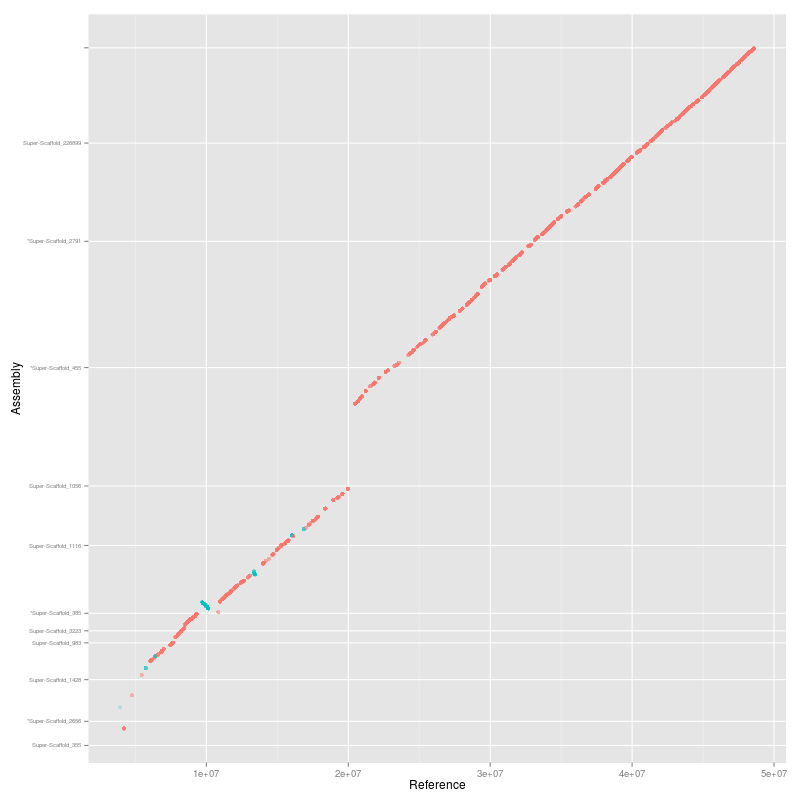 Super-Scaffold_226899
"Super-Scaffold_2791
"Super-Scaffold_455
Super-Scaffold_1056
Super-Scaffold_1116
"Super-Scaffold_385
Super-Scaffold_3223
Super-Scaffold_983
Super-Scaffold_1428
"Super-Scaffold_2656
Super-Scaffold_355
Assembly
1e+07
2e+07
3e+07
4e+07
5e+07
Reference